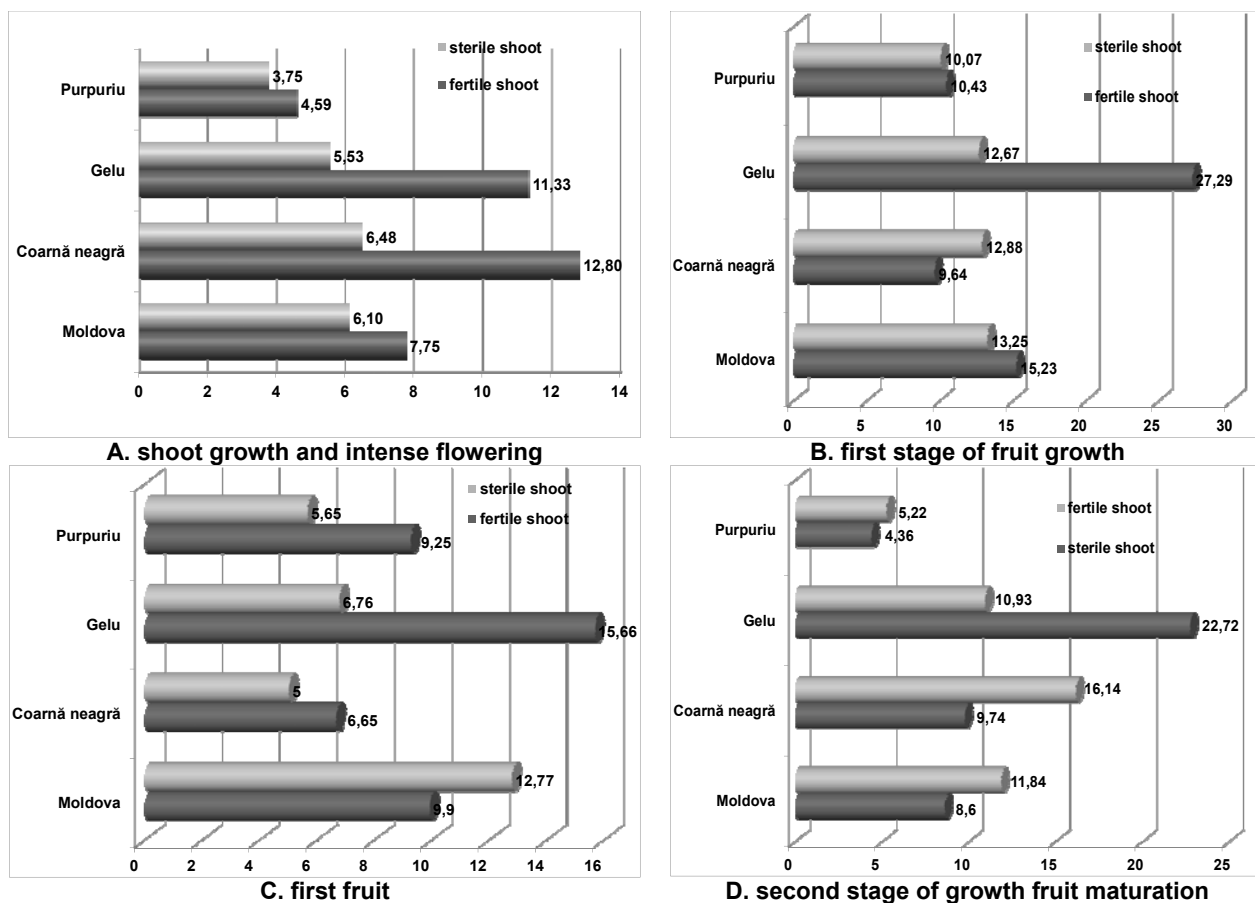 sterile shoot
fertile shoot
Purpuriu
3,75
4,59
Gelu
5,53
11,33
Coarnă neagră
6,48
12,80
Moldova
6,10
7,75
0 2 4 6 8 10 12 14
A. shoot growth and intense flowering
sterile shoot
fertile shoot
Purpuriu
10,07
10,43
Gelu
12,67
27,29
Coarnă neagră
12,88
9,64
Moldova
13,25
15,23
0 5 10 15 20 25 30
B. first stage of fruit growth
sterile shoot
fertile shoot
Purpuriu
5,65
9,25
Gelu
6,76
15,66
Coarnă neagră
5
6,65
Moldova
12,77
9,9
0 2 4 6 8 10 12 14 16
C. first fruit
fertile shoot
sterile shoot
Purpuriu
5,22
4,36
Gelu
10,93
22,72
Coarnă neagră
16,14
9,74
Moldova
11,84
8,6
0 5 10 15 20 25
D. second stage of growth fruit maturation